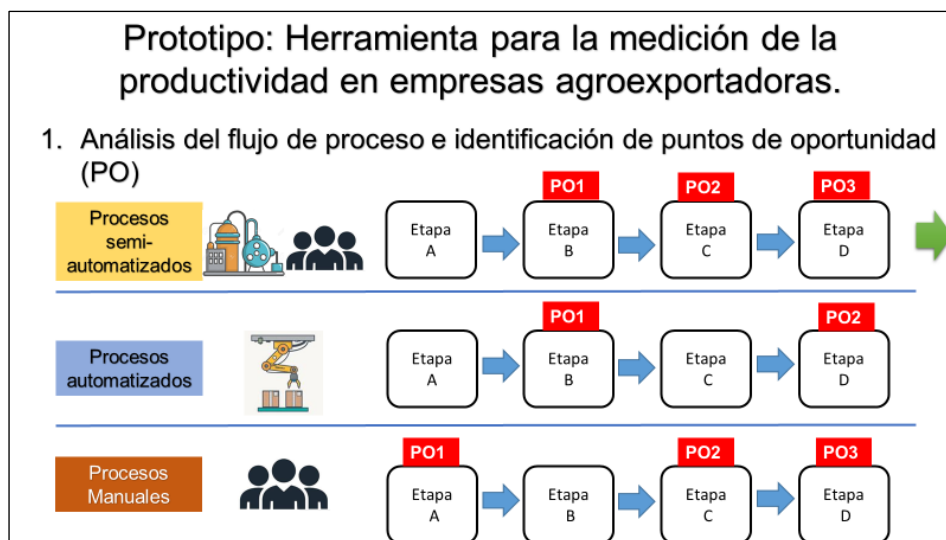 Prototipo: Herramienta para la medición de la
productividad en empresas agroexportadoras.
1. Análisis del flujo de proceso e identificación de puntos de oportunidad
(PO)
PO1 PO2 PO3
Procesos
semi-
automatizados
Etapa
A
Etapa
B
Etapa
C
Etapa
D
PO1 PO2
Procesos
automatizados
Etapa
A
Etapa
B
Etapa
C
Etapa
D
PO1 PO2 PO3
Procesos
Manuales
Etapa
A
Etapa
B
Etapa
C
Etapa
D